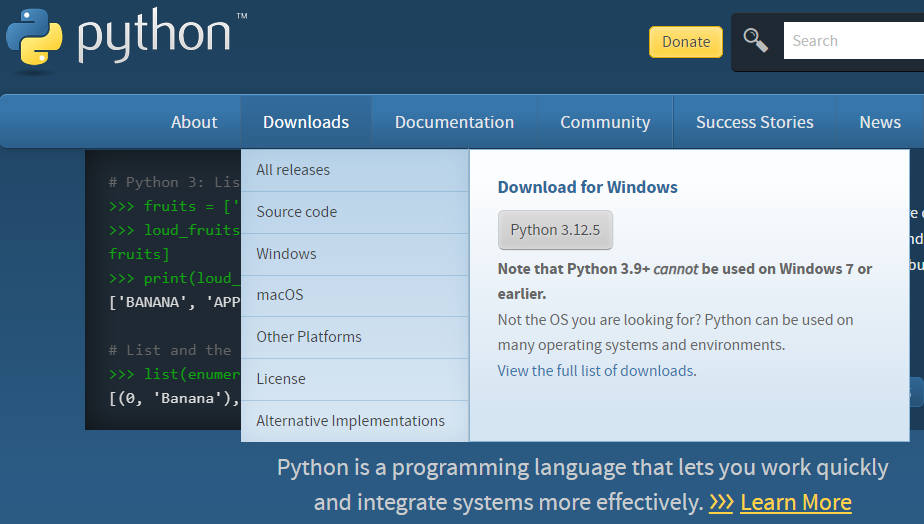 python™
Donate
Search
About
Downloads
Documentation
Community
Success Stories
News
# Python 3: Lis
>>> fruits = ['
>>> loud_fruits
fruits]
>>> print(loud_
['BANANA', 'APP
# List and the
>>> list(enumer
[(0, 'Banana'),
All releases
Source code
Windows
macOS
Other Platforms
License
Alternative Implementations
Download for Windows
Python 3.12.5
Note that Python 3.9+ cannot be used on Windows 7 or
earlier.
Not the OS you are looking for? Python can be used on
many operating systems and environments.
View the full list of downloads.
Python is a programming language that lets you work quickly
and integrate systems more effectively. >>> Learn More